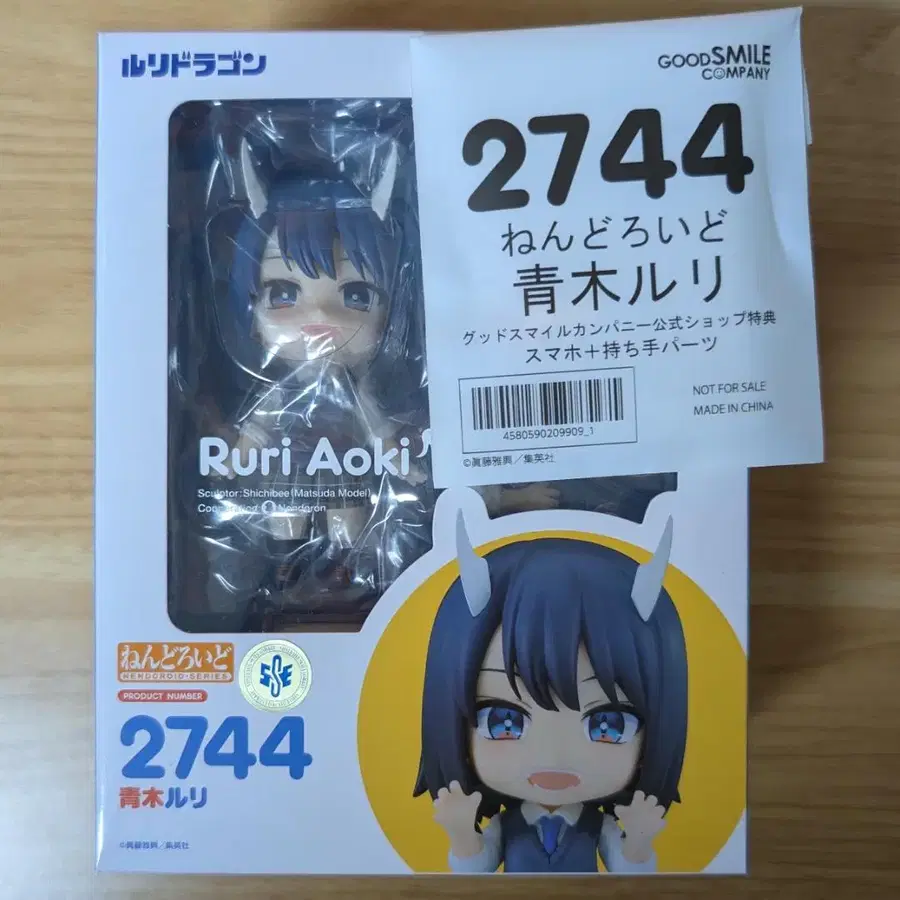 ルリドラゴン
GOOD SMILE
COMPANY
2744
ねんどろいど
青木ルリ
グッドスマイルカンパニー公式ショップ特典
スマホ＋持ち手パーツ
NOT FOR SALE
MADE IN CHINA
4580590209909_1
©眞藤雅興／集英社
Ruri Aoki
Sculptor:Shichibee(Matsuda Model)
Nendoron
ねんどろいど
NENDOROID・SERIES
PRODUCT NUMBER
2744
青木ルリ
©眞藤雅興／集英社